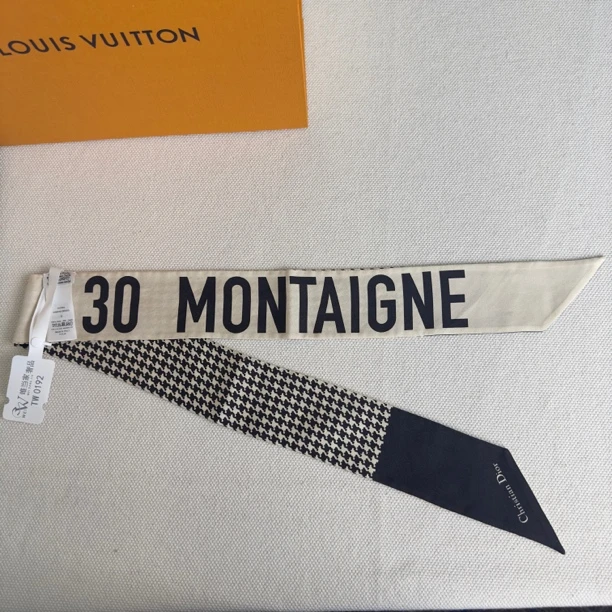 LOUIS VUITTON
30 MONTAIGNE
TW 0192
Christian Dior